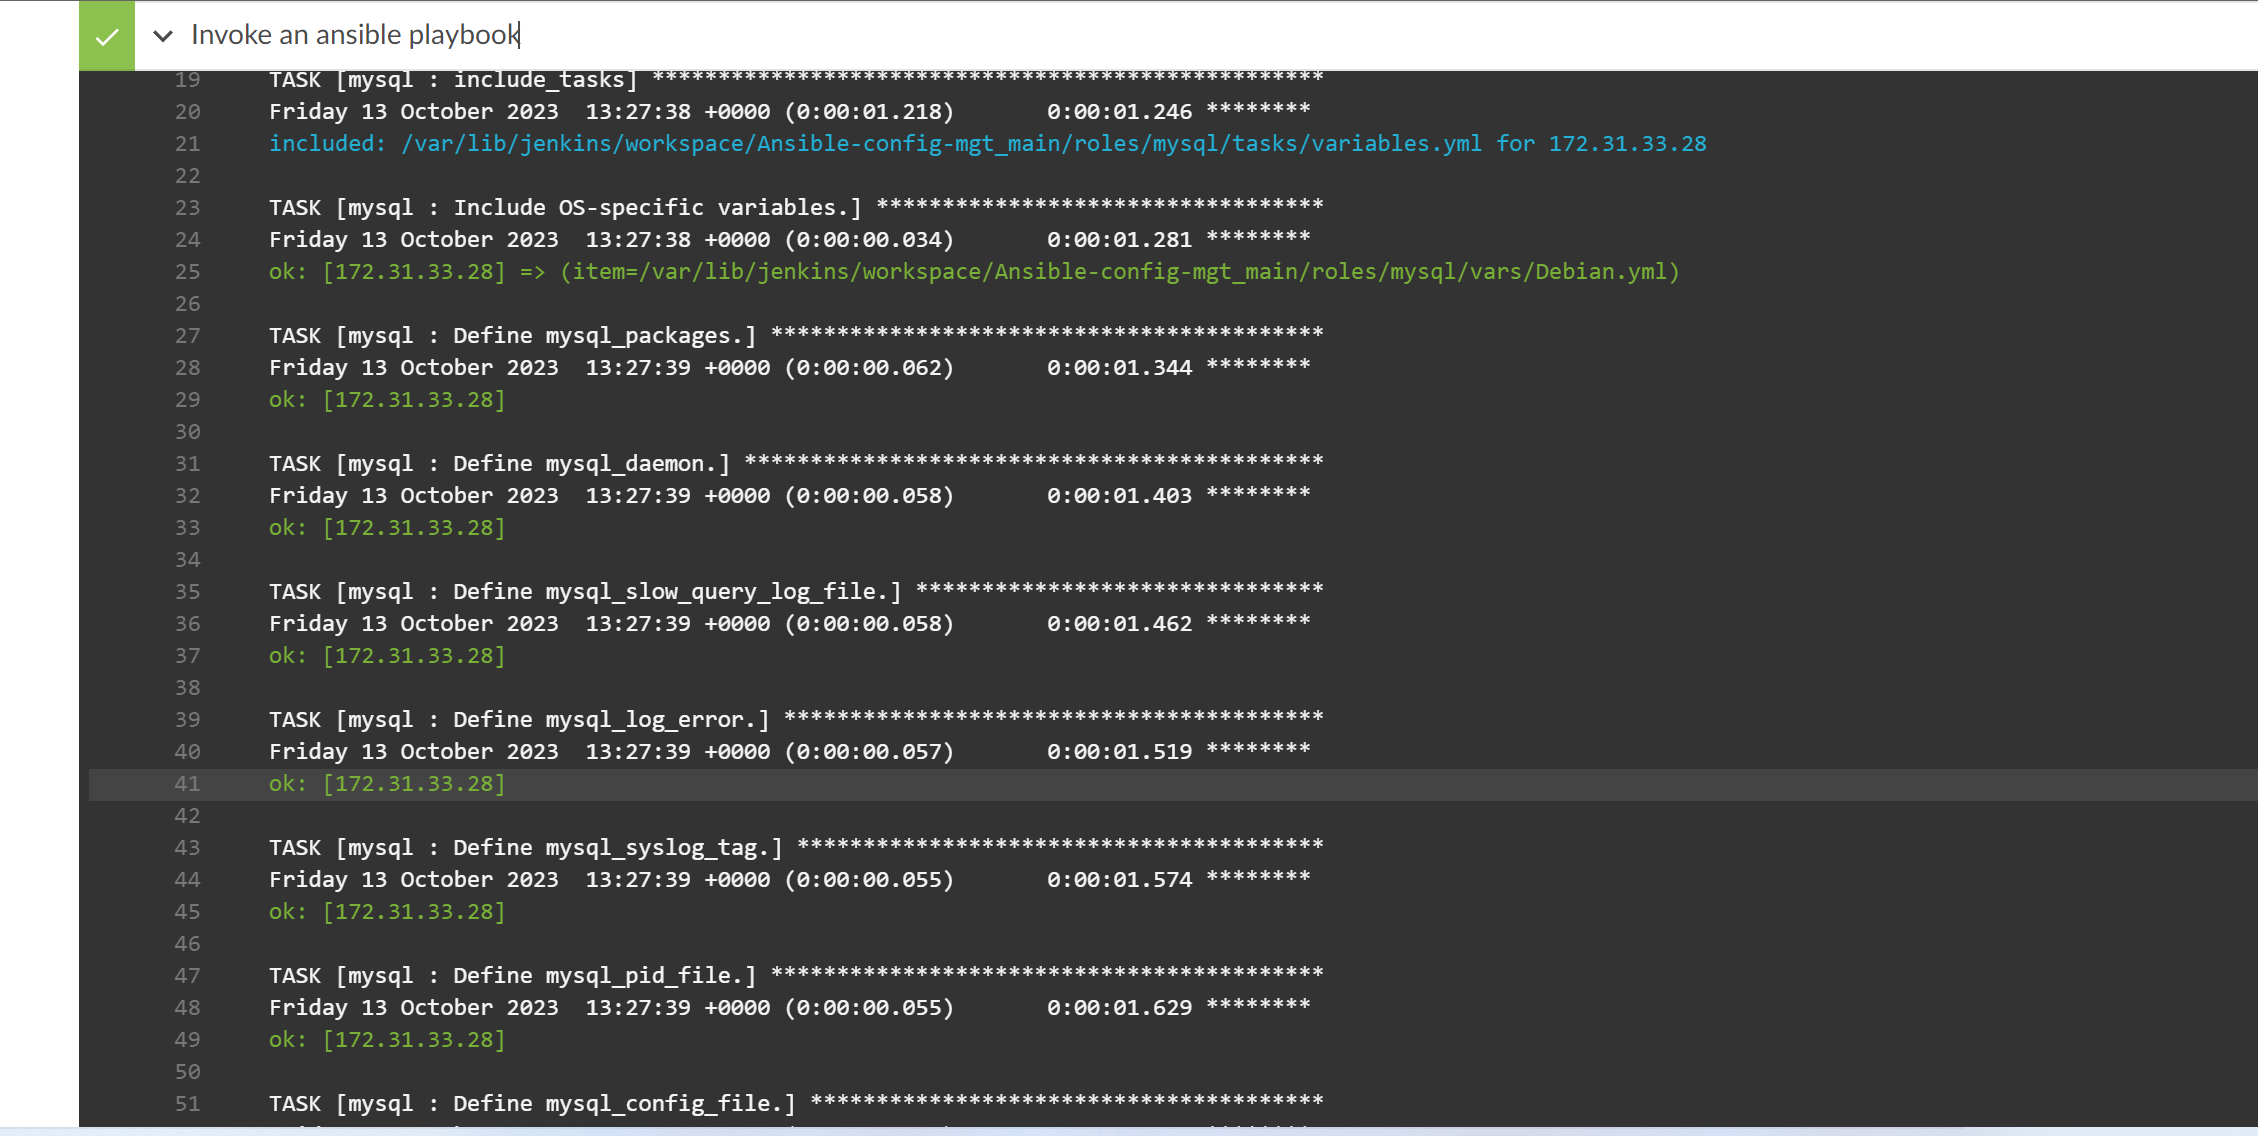 Invoke an ansible playbook
19 TASK [mysql : include_tasks] ***************************************************
20 Friday 13 October 2023  13:27:38 +0000 (0:00:01.218)       0:00:01.246 ********
21 included: /var/lib/jenkins/workspace/Ansible-config-mgt_main/roles/mysql/tasks/variables.yml for 172.31.33.28
22
23 TASK [mysql : Include OS-specific variables.] **********************************
24 Friday 13 October 2023  13:27:38 +0000 (0:00:00.034)       0:00:01.281 ********
25 ok: [172.31.33.28] => (item=/var/lib/jenkins/workspace/Ansible-config-mgt_main/roles/mysql/vars/Debian.yml)
26
27 TASK [mysql : Define mysql_packages.] ******************************************
28 Friday 13 October 2023  13:27:39 +0000 (0:00:00.062)       0:00:01.344 ********
29 ok: [172.31.33.28]
30
31 TASK [mysql : Define mysql_daemon.] ********************************************
32 Friday 13 October 2023  13:27:39 +0000 (0:00:00.058)       0:00:01.403 ********
33 ok: [172.31.33.28]
34
35 TASK [mysql : Define mysql_slow_query_log_file.] *******************************
36 Friday 13 October 2023  13:27:39 +0000 (0:00:00.058)       0:00:01.462 ********
37 ok: [172.31.33.28]
38
39 TASK [mysql : Define mysql_log_error.] *****************************************
40 Friday 13 October 2023  13:27:39 +0000 (0:00:00.057)       0:00:01.519 ********
41 ok: [172.31.33.28]
42
43 TASK [mysql : Define mysql_syslog_tag.] ****************************************
44 Friday 13 October 2023  13:27:39 +0000 (0:00:00.055)       0:00:01.574 ********
45 ok: [172.31.33.28]
46
47 TASK [mysql : Define mysql_pid_file.] ******************************************
48 Friday 13 October 2023  13:27:39 +0000 (0:00:00.055)       0:00:01.629 ********
49 ok: [172.31.33.28]
50
51 TASK [mysql : Define mysql_config_file.] ***************************************